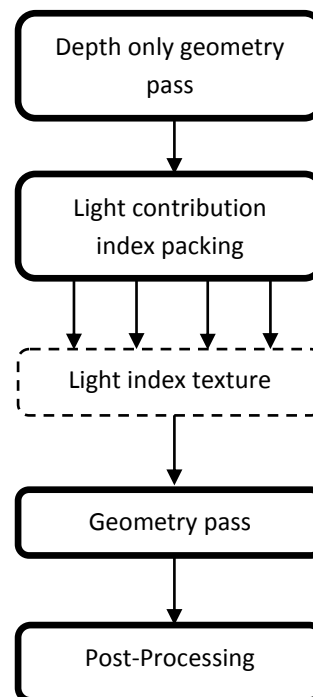 Depth only geometry
pass
Light contribution
index packing
Light index texture
Geometry pass
Post-Processing